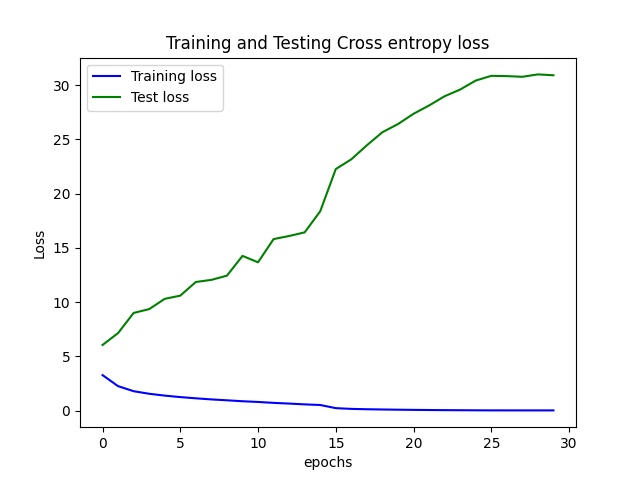 Training and Testing Cross entropy loss
Training loss
Test loss
Loss
30
25
20
15
10
5
0
0 5 10 15 20 25 30
epochs